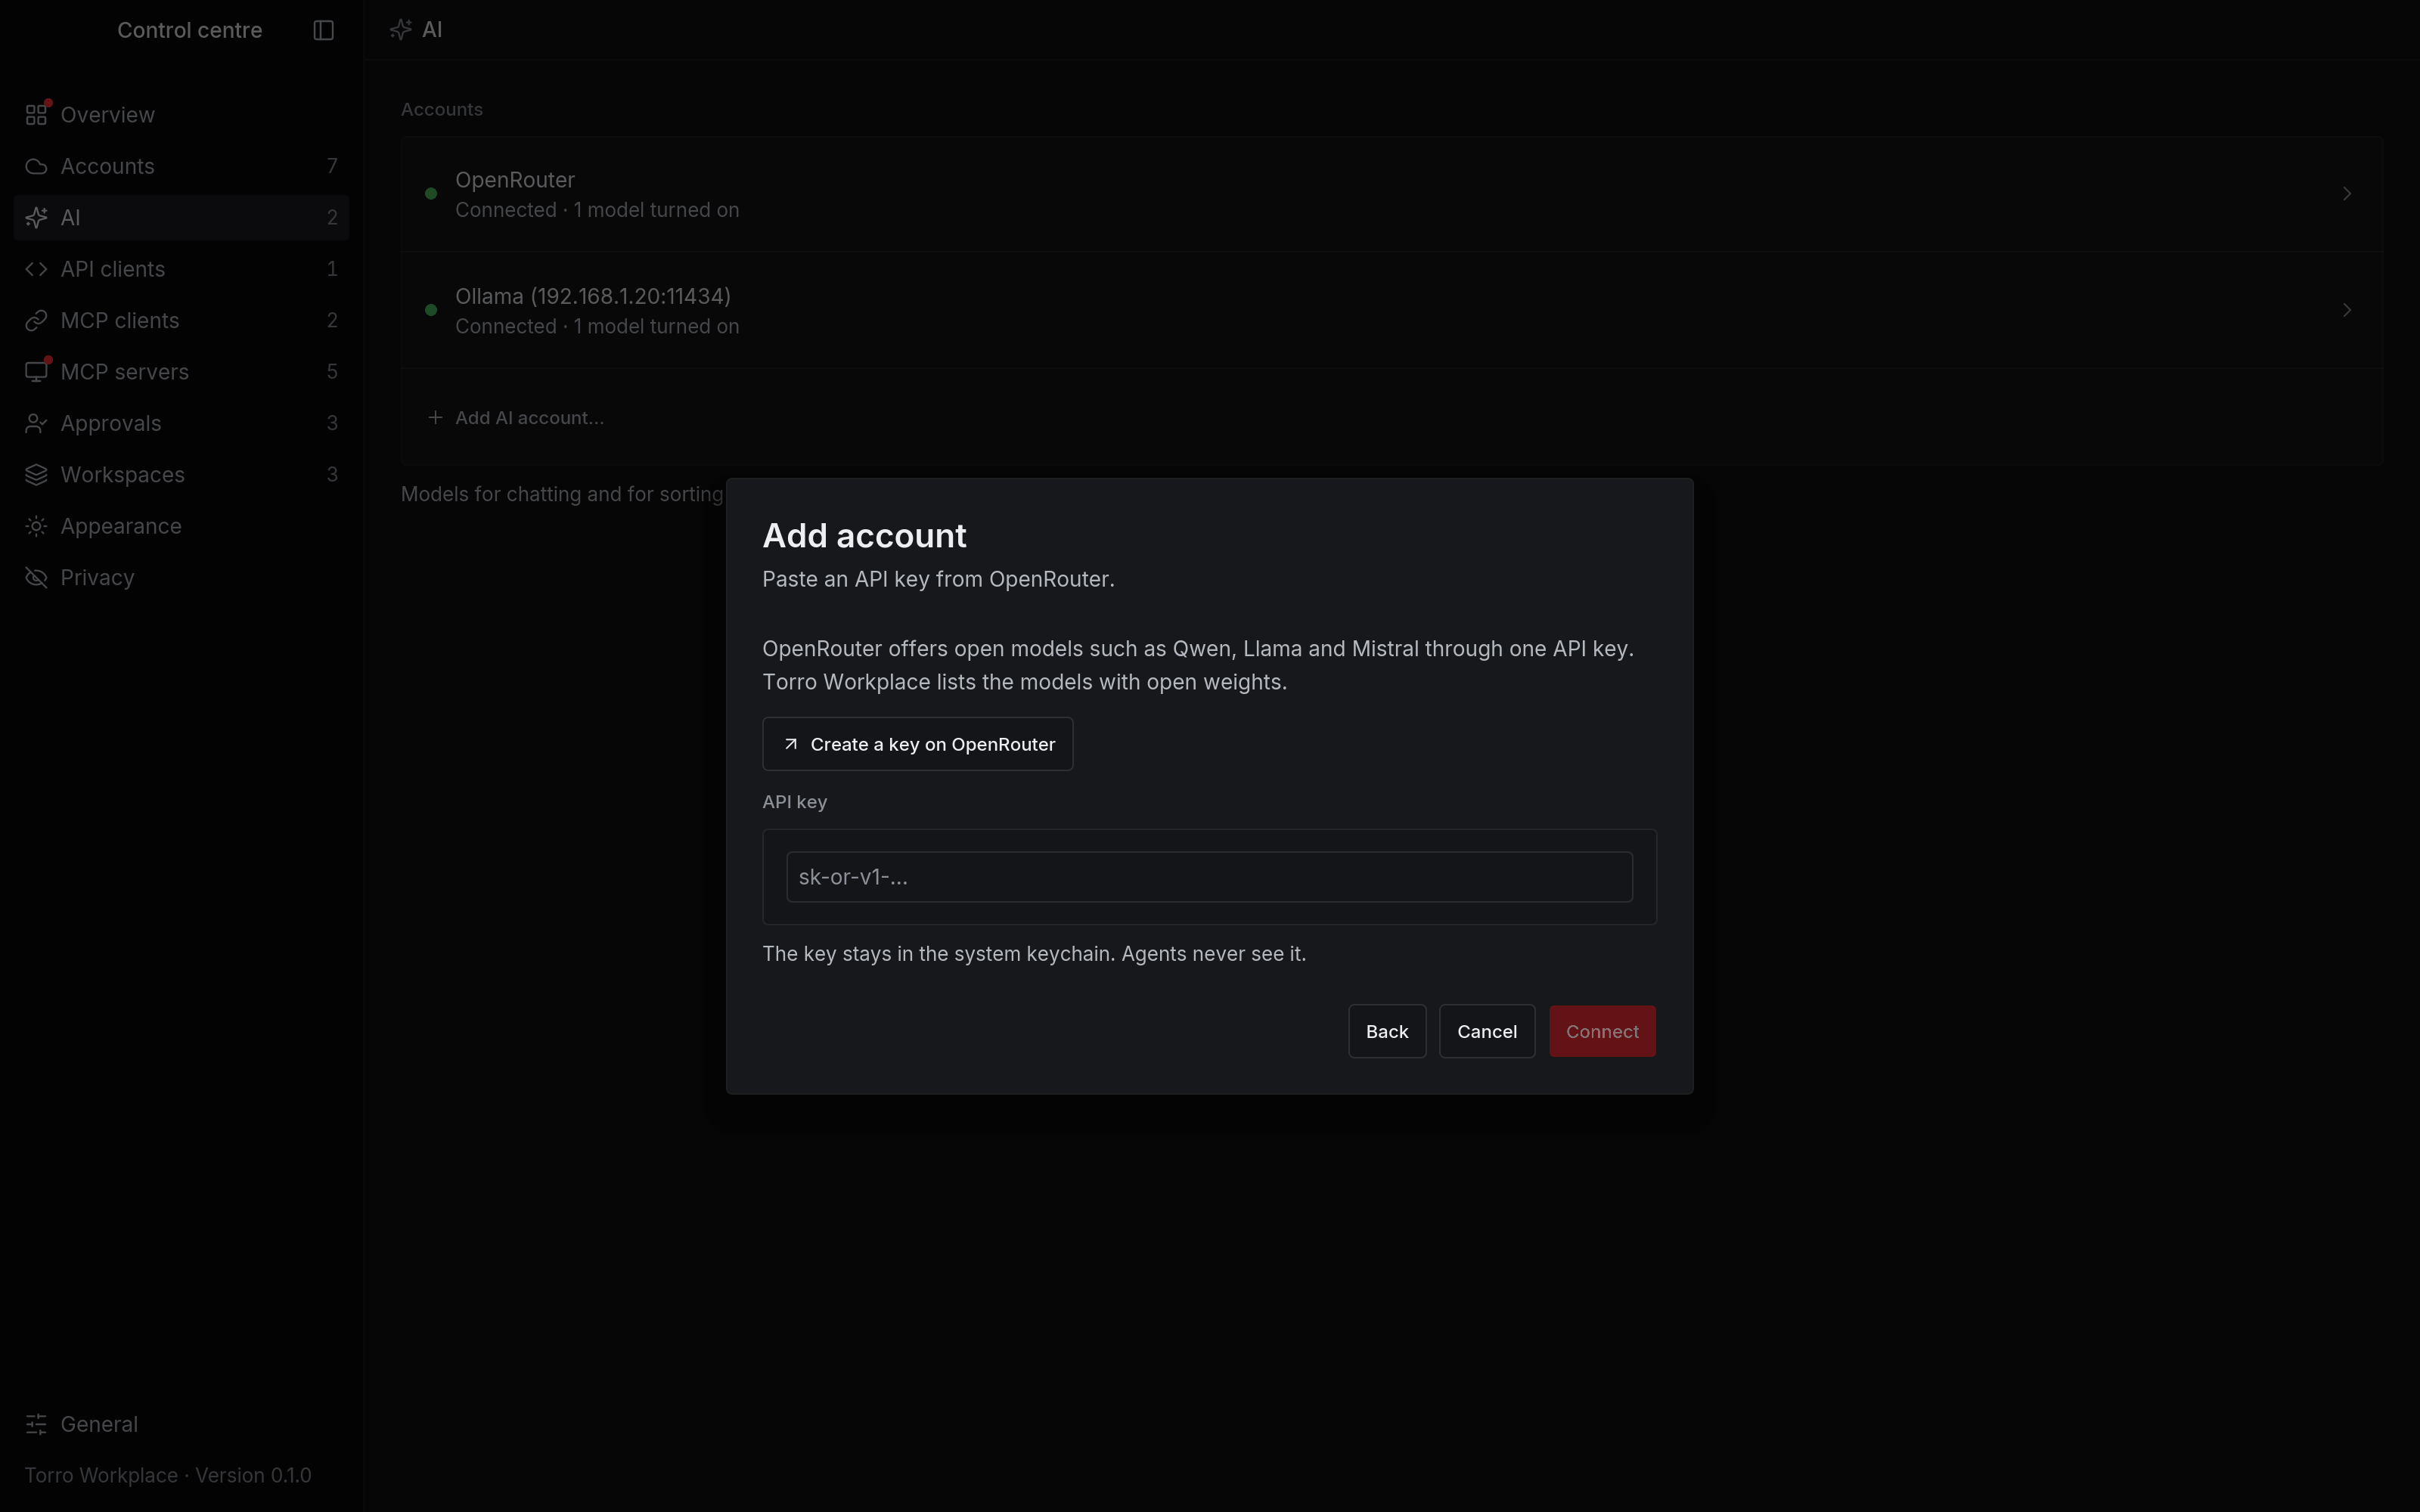 Control centre
Overview
Accounts 7
AI 2
API clients 1
MCP clients 2
MCP servers 5
Approvals 3
Workspaces 3
Appearance
Privacy
General
Torro Workplace · Version 0.1.0
AI
Accounts
OpenRouter
Connected · 1 model turned on
Ollama (192.168.1.20:11434)
Connected · 1 model turned on
Add AI account...
Models for chatting and for sorting
Add account
Paste an API key from OpenRouter.
OpenRouter offers open models such as Qwen, Llama and Mistral through one API key.
Torro Workplace lists the models with open weights.
Create a key on OpenRouter
API key
sk-or-v1-...
The key stays in the system keychain. Agents never see it.
Back Cancel Connect